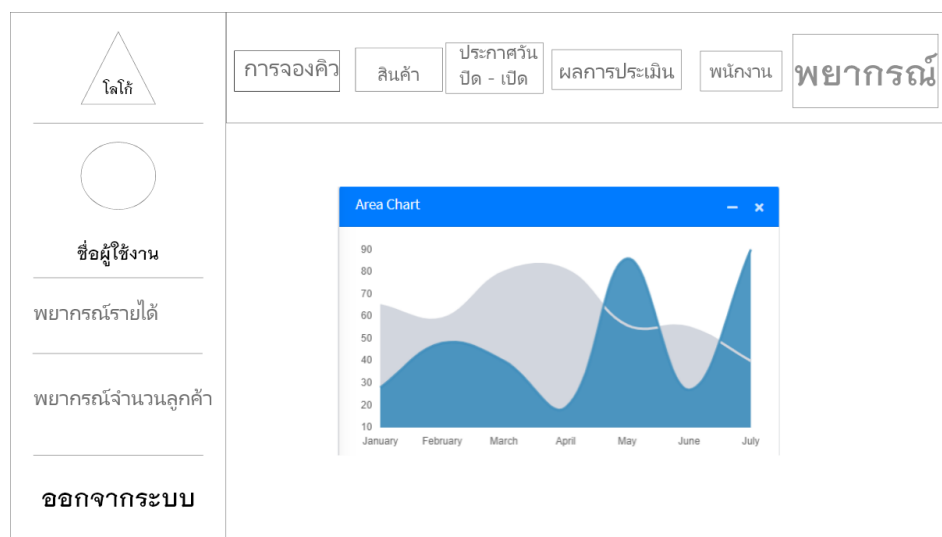 โลโก้
ชื่อผู้ใช้งาน
พยากรณ์รายได้
พยากรณ์จำนวนลูกค้า
ออกจากระบบ
การจองคิว
สินค้า
ประกาศวัน
ปิด - เปิด
ผลการประเมิน
พนักงาน
พยากรณ์
Area Chart
90
80
70
60
50
40
30
20
10
January February March April May June July